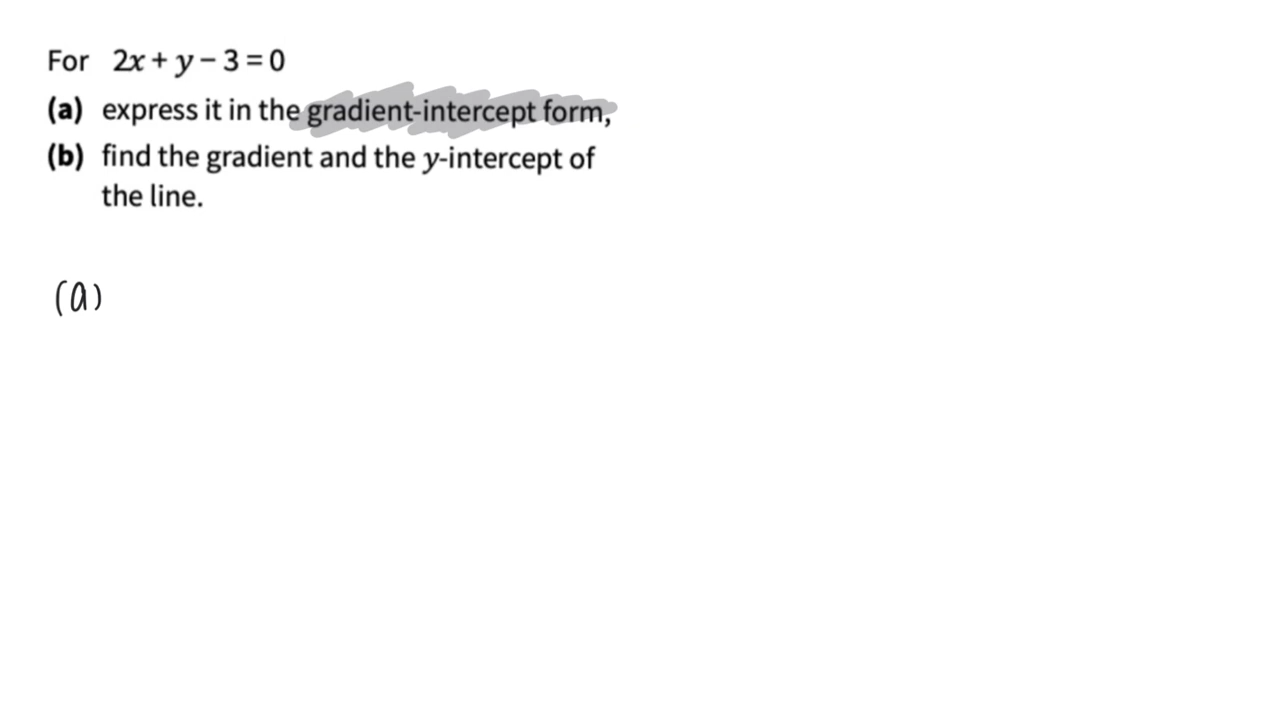 For 2x + y − 3 = 0
(a) express it in the gradient-intercept form,
(b) find the gradient and the y-intercept of
the line.
(a)